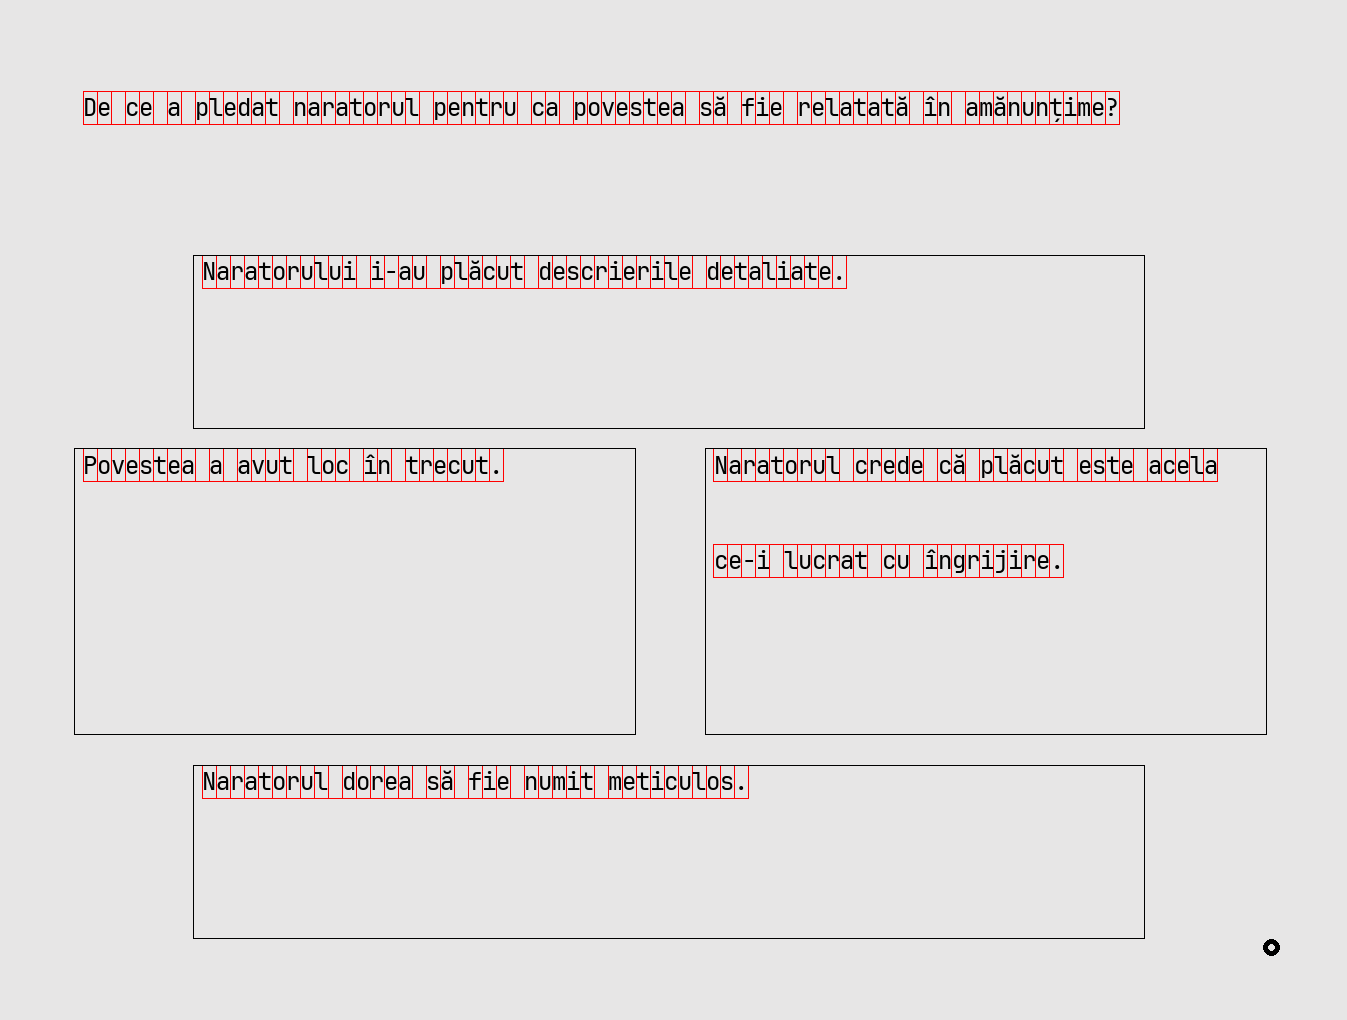 De ce a pledat naratorul pentru ca povestea să fie relatată în amănunțime?
Naratorului i-au plăcut descrierile detaliate.
Povestea a avut loc în trecut.
Naratorul crede că plăcut este acela
ce-i lucrat cu îngrijire.
Naratorul dorea să fie numit meticulos.